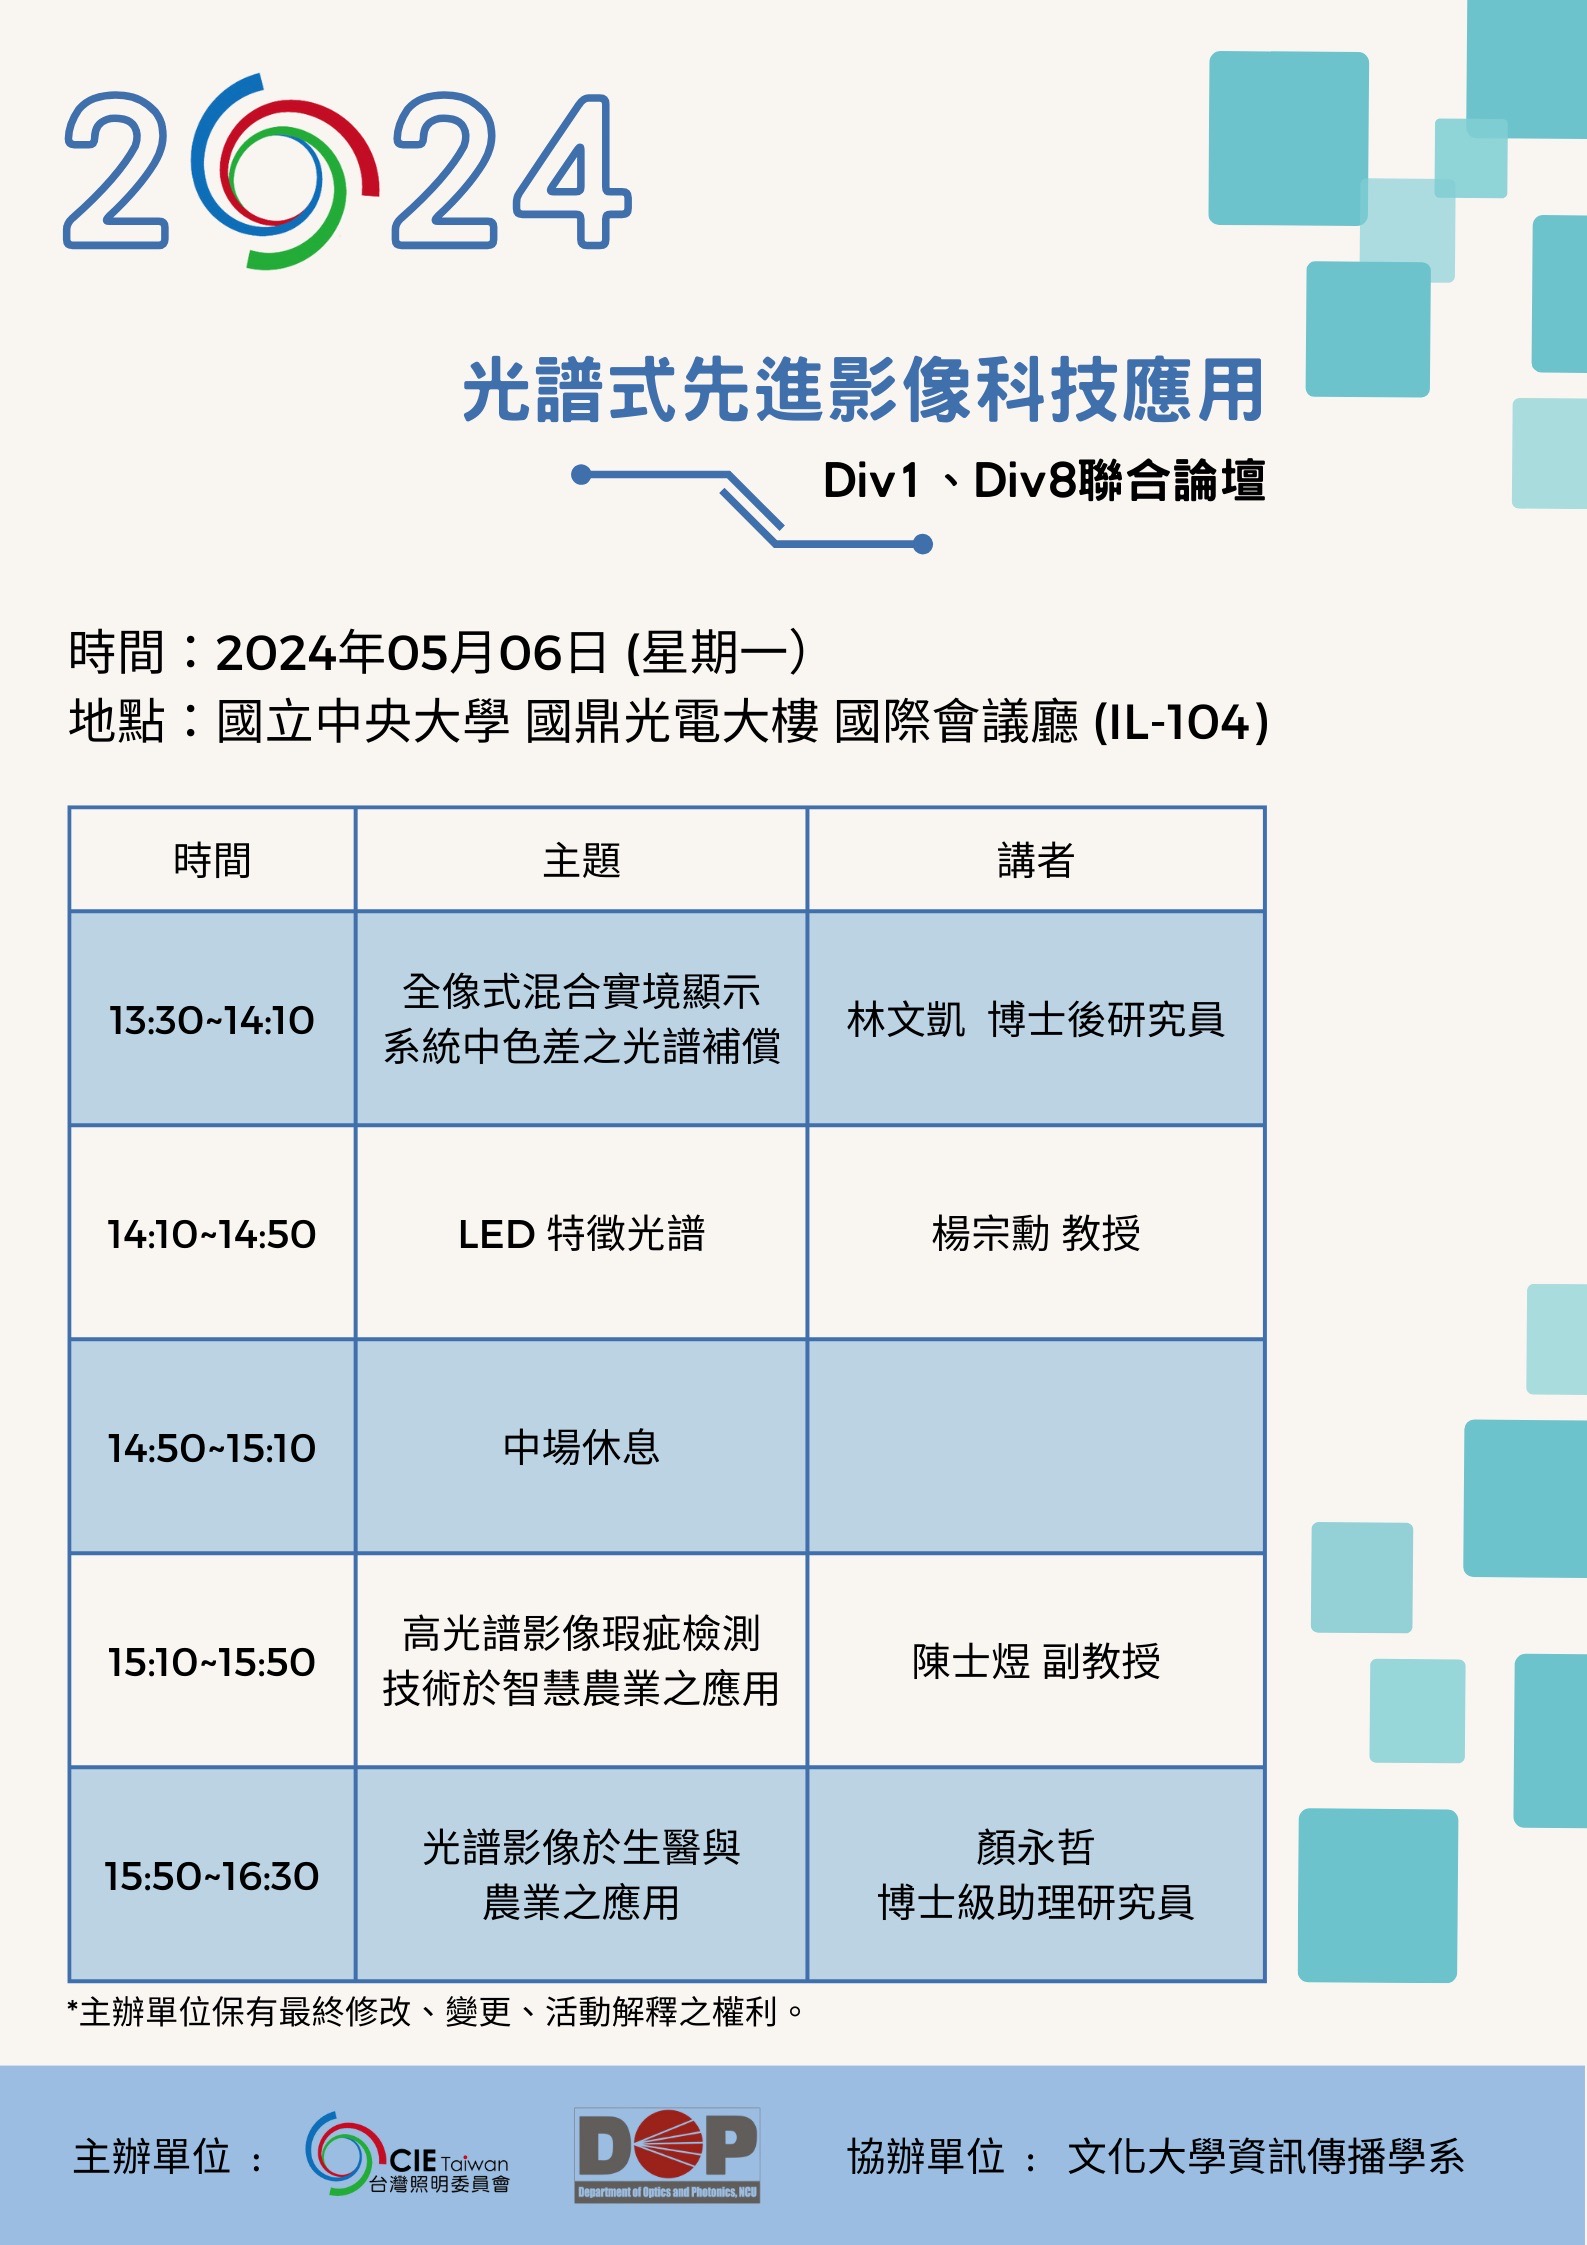 2024
光譜式先進影像科技應用
Div1、Div8聯合論壇
時間：2024年05月06日 (星期一）
地點：國立中央大學 國鼎光電大樓 國際會議廳 (IL-104)
時間 主題 講者
13:30~14:10 全像式混合實境顯示 林文凱 博士後研究員
系統中色差之光譜補償
14:10~14:50 LED 特徵光譜 楊宗勳 教授
14:50~15:10 中場休息
15:10~15:50 高光譜影像瑕疵檢測 陳士煜 副教授
技術於智慧農業之應用
15:50~16:30 光譜影像於生醫與 顏永哲
農業之應用 博士級助理研究員
*主辦單位保有最終修改、變更、活動解釋之權利。
主辦單位 : CIE Taiwan
台灣照明委員會
DOP
Department of Optics and Photonics, NCU
協辦單位 : 文化大學資訊傳播學系